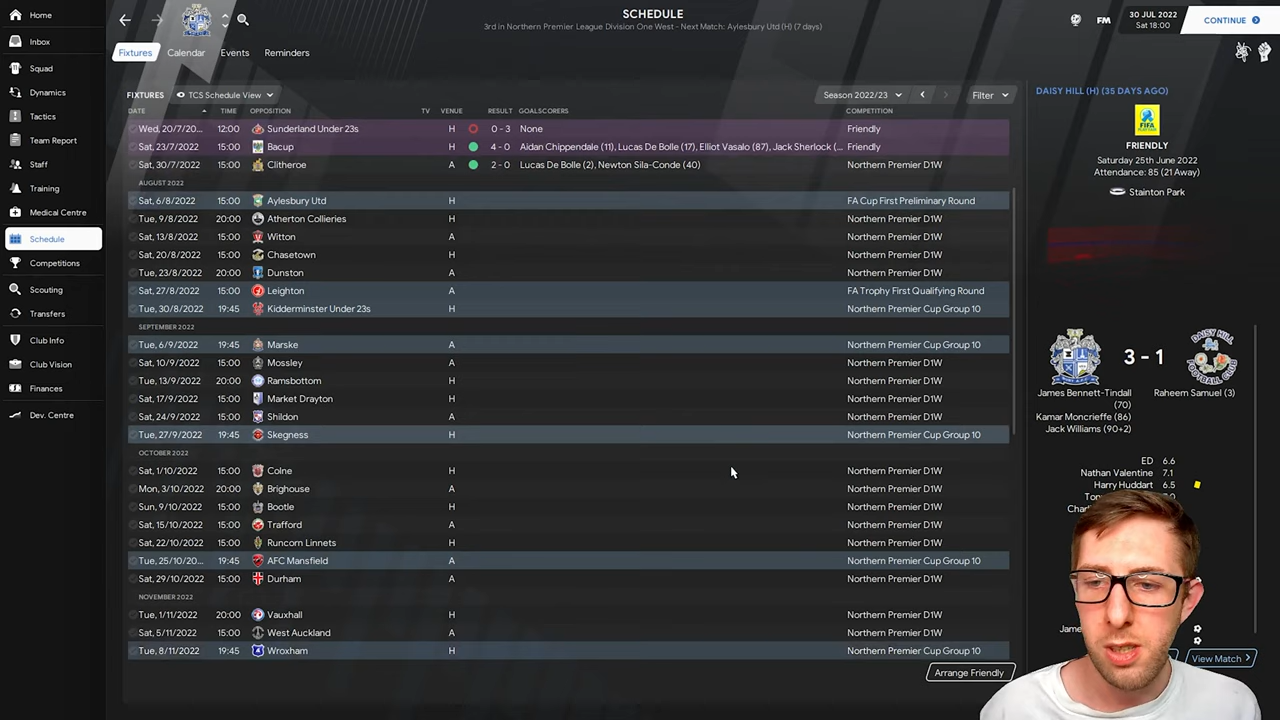 Home
Inbox
Squad
Dynamics
Tactics
Team Report
Staff
Training
Medical Centre
Schedule
Competitions
Scouting
Transfers
Club Info
Club Vision
Finances
Dev. Centre
SCHEDULE
3rd in Northern Premier League Division One West - Next Match: Aylesbury Utd (H) (7 days)
FM
30 JUL 2022
Sat 18:00
CONTINUE
Fixtures Calendar Events Reminders
FIXTURES TCS Schedule View Season 2022/23 Filter
DATE TIME OPPOSITION TV VENUE RESULT GOALSCORERS COMPETITION
Wed, 20/7/20... 12:00 Sunderland Under 23s H 0 - 3 None Friendly
Sat, 23/7/2022 15:00 Bacup H 4 - 0 Aidan Chippendale (11), Lucas De Bolle (17), Elliot Vasalo (87), Jack Sherlock (... Friendly
Sat, 30/7/2022 15:00 Clitheroe A 2 - 0 Lucas De Bolle (2), Newton Sila-Conde (40) Northern Premier D1W
AUGUST 2022
Sat, 6/8/2022 15:00 Aylesbury Utd H FA Cup First Preliminary Round
Tue, 9/8/2022 20:00 Atherton Collieries H Northern Premier D1W
Sat, 13/8/2022 15:00 Witton A Northern Premier D1W
Sat, 20/8/2022 15:00 Chasetown H Northern Premier D1W
Tue, 23/8/2022 20:00 Dunston A Northern Premier D1W
Sat, 27/8/2022 15:00 Leighton A FA Trophy First Qualifying Round
Tue, 30/8/2022 19:45 Kidderminster Under 23s H Northern Premier Cup Group 10
SEPTEMBER 2022
Tue, 6/9/2022 19:45 Marske A Northern Premier Cup Group 10
Sat, 10/9/2022 15:00 Mossley A Northern Premier D1W
Tue, 13/9/2022 20:00 Ramsbottom H Northern Premier D1W
Sat, 17/9/2022 15:00 Market Drayton H Northern Premier D1W
Sat, 24/9/2022 15:00 Shildon A Northern Premier D1W
Tue, 27/9/2022 19:45 Skegness H Northern Premier Cup Group 10
OCTOBER 2022
Sat, 1/10/2022 15:00 Colne H Northern Premier D1W
Mon, 3/10/2022 20:00 Brighouse A Northern Premier D1W
Sun, 9/10/2022 15:00 Bootle H Northern Premier D1W
Sat, 15/10/2022 15:00 Trafford A Northern Premier D1W
Sat, 22/10/2022 15:00 Runcorn Linnets H Northern Premier D1W
Tue, 25/10/20... 19:45 AFC Mansfield A Northern Premier Cup Group 10
Sat, 29/10/2022 15:00 Durham A Northern Premier D1W
NOVEMBER 2022
Tue, 1/11/2022 20:00 Vauxhall H Northern Premier D1W
Sat, 5/11/2022 15:00 West Auckland A Northern Premier D1W
Tue, 8/11/2022 19:45 Wroxham H Northern Premier Cup Group 10
Arrange Friendly
DAISY HILL (H) (35 DAYS AGO)
FRIENDLY
Saturday 25th June 2022
Attendance: 85 (21 Away)
Stainton Park
3 - 1
James Bennett-Tindall
(70)
Kamar Moncrieffe (86)
Jack Williams (90+2)
Raheem Samuel (3)
ED 6.6
Nathan Valentine 7.1
Harry Huddart 6.5
View Match